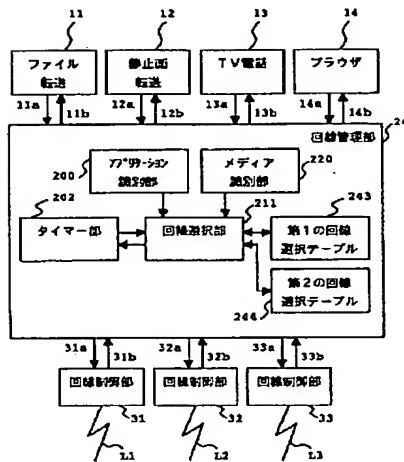 11 12 13 14
ファイル
転送
静止画
転送
TV電話
ブラウザ
11a 11b 12a 12b 13a 13b 14a 14b
回線管理部
200 220
アプリケーション
識別部
メディア
識別部
202 211 243
タイマー部
回線選択部
第1の回線
選択テーブル
第2の回線
選択テーブル
244
31a 31b 32a 32b 33a 33b
回線制御部 回線制御部 回線制御部
31 32 33
L1 L2 L3